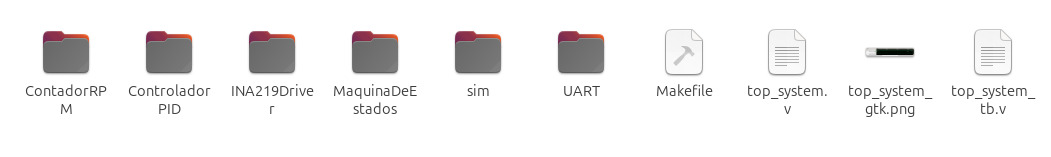 ContadorRP
M
Controlador
PID
INA219Drive
r
MaquinaDeE
stados
sim
UART
Makefile
top_system.
v
top_system_
gtk.png
top_system_
tb.v